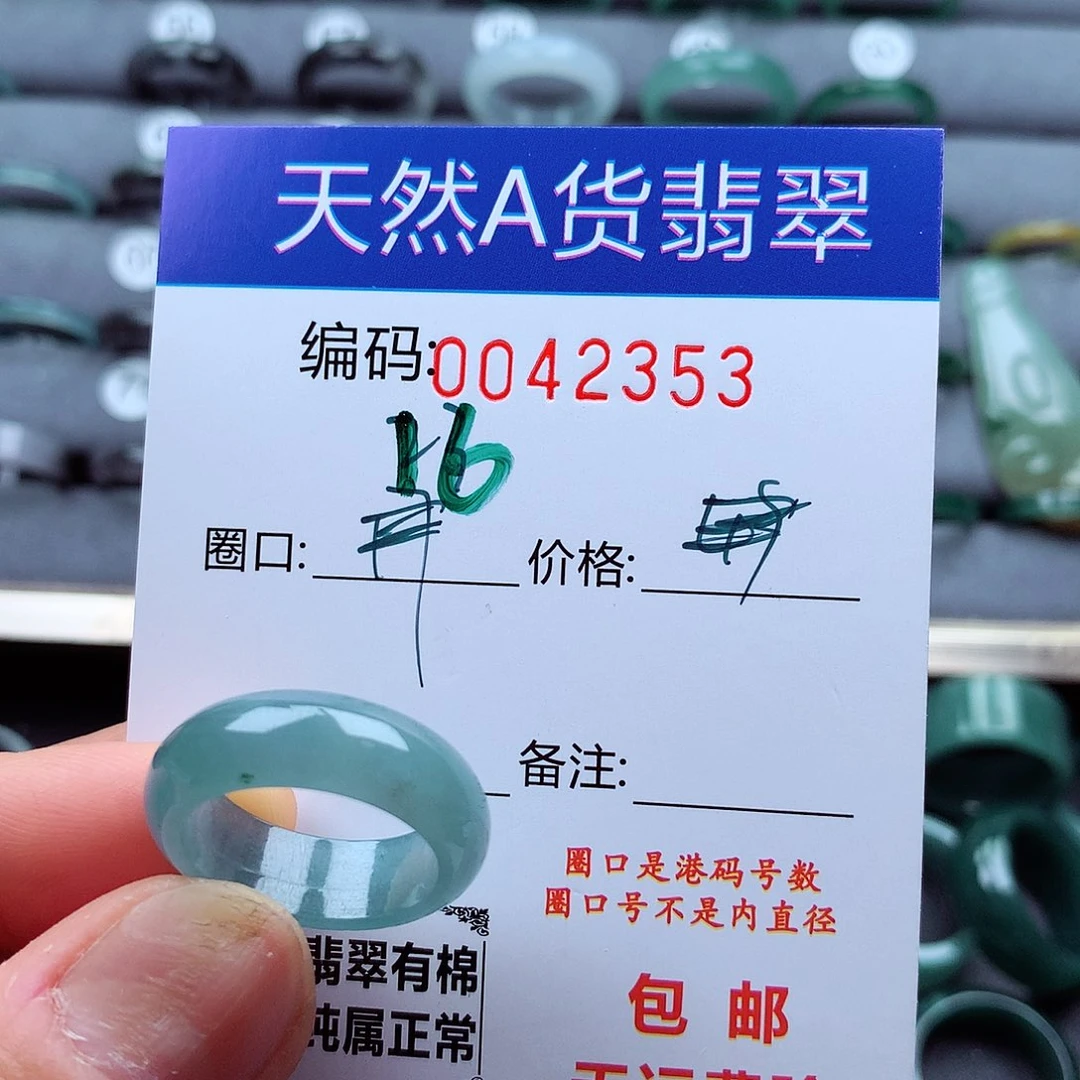 天然A货翡翠
编码:0042353
16
圈口: 价格:
备注:
圈口是港码号数
圈口号不是内直径
翡翠有棉
纯属正常
包邮